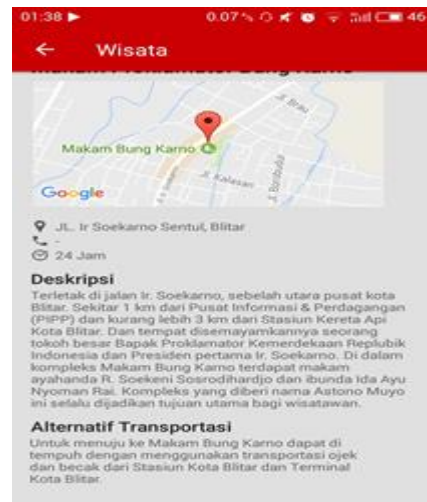 01:38 0.07 46
Wisata
Jl. Brau
Makam Bung Karno
Jl. Kalasan
Google
JL. Ir Soekarno Sentul, Blitar
-
24 Jam
Deskripsi
Terletak di jalan Ir. Soekarno, sebelah utara pusat kota
Blitar. Sekitar 1 km dari Pusat Informasi & Perdagangan
(PIPP) dan kurang lebih 3 km dari Stasiun Kereta Api
Kota Blitar. Dan tempat disemayamkannya seorang
tokoh besar Bapak Proklamator Kemerdekaan Replubik
Indonesia dan Presiden pertama Ir. Soekarno. Di dalam
kompleks Makam Bung Karno terdapat makam
ayahanda R. Soekeni Sosrodihardjo dan ibunda Ida Ayu
Nyoman Rai. Kompleks yang diberi nama Astono Muyo
ini selalu dijadikan tujuan utama bagi wisatawan.
Alternatif Transportasi
Untuk menuju ke Makam Bung Karno dapat di
tempuh dengan menggunakan transportasi ojek
dan becak dari Stasiun Kota Blitar dan Terminal
Kota Blitar.